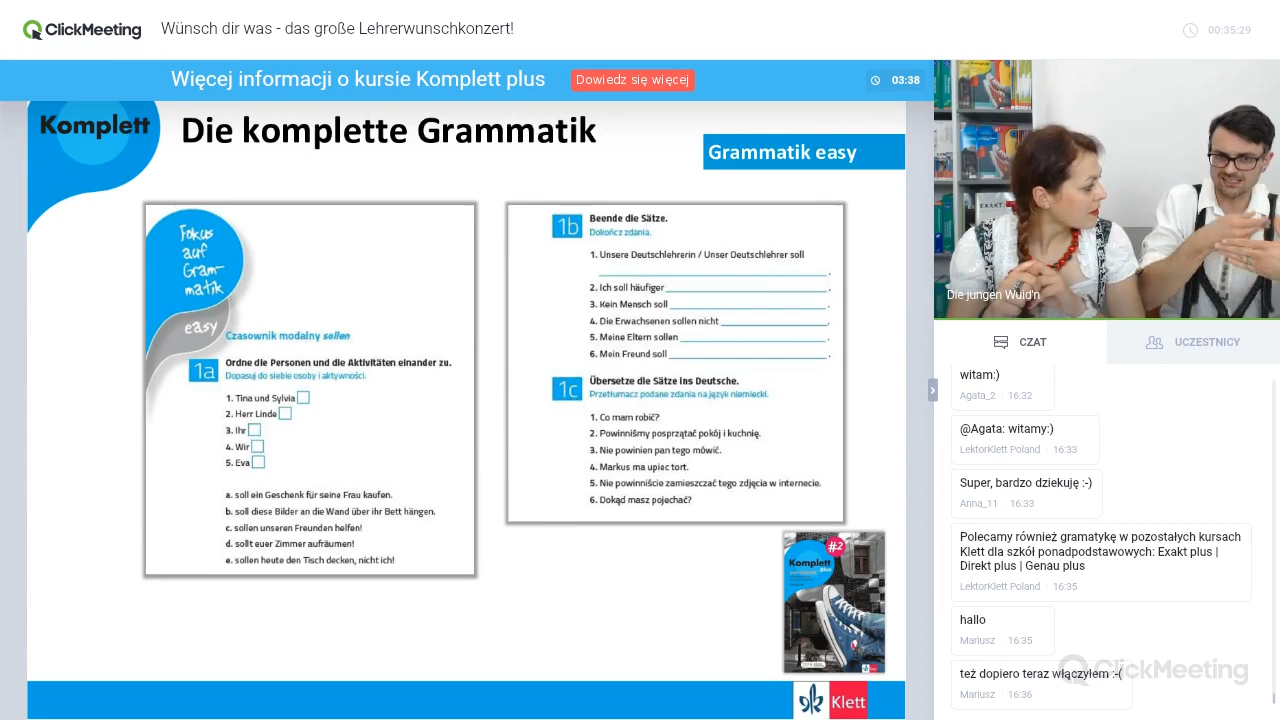 ClickMeeting
Wünsch dir was - das große Lehrerwunschkonzert!
00:35:29
Więcej informacji o kursie Komplett plus
Dowiedz się więcej
03:38
Komplett
Die komplette Grammatik
Grammatik easy
Fokus
auf
Gram-
matik
easy
Czasownik modalny sollen
1a
Ordne die Personen und die Aktivitäten einander zu.
Dopasuj do siebie osoby i aktywności.
1. Tina und Sylvia
2. Herr Linde
3. Ihr
4. Wir
5. Eva
a. soll ein Geschenk für seine Frau kaufen.
b. soll diese Bilder an die Wand über ihr Bett hängen.
c. sollen unseren Freunden helfen!
d. sollt euer Zimmer aufräumen!
e. sollen heute den Tisch decken, nicht ich!
1b
Beende die Sätze.
Dokończ zdania.
1. Unsere Deutschlehrerin / Unser Deutschlehrer soll
.
2. Ich soll häufiger .
3. Kein Mensch soll .
4. Die Erwachsenen sollen nicht .
5. Meine Eltern sollen .
6. Mein Freund soll .
1c
Übersetze die Sätze ins Deutsche.
Przetłumacz podane zdania na język niemiecki.
1. Co mam robić?
2. Powinniśmy posprzątać pokój i kuchnię.
3. Nie powinien pan tego mówić.
4. Markus ma upiec tort.
5. Nie powinniście zamieszczać tego zdjęcia w internecie.
6. Dokąd masz pojechać?
#2
Komplett
plus
Klett
EXAKT
Die jungen Wuid'n
CZAT
UCZESTNICY
witam:)
Agata_2 16:32
@Agata: witamy:)
LektorKlett Poland 16:33
Super, bardzo dziekuję :-)
Anna_11 16:33
Polecamy również gramatykę w pozostałych kursach
Klett dla szkół ponadpodstawowych: Exakt plus |
Direkt plus | Genau plus
LektorKlett Poland 16:35
hallo
Mariusz 16:35
też dopiero teraz włączyłem :-(
Mariusz 16:36
ClickMeeting